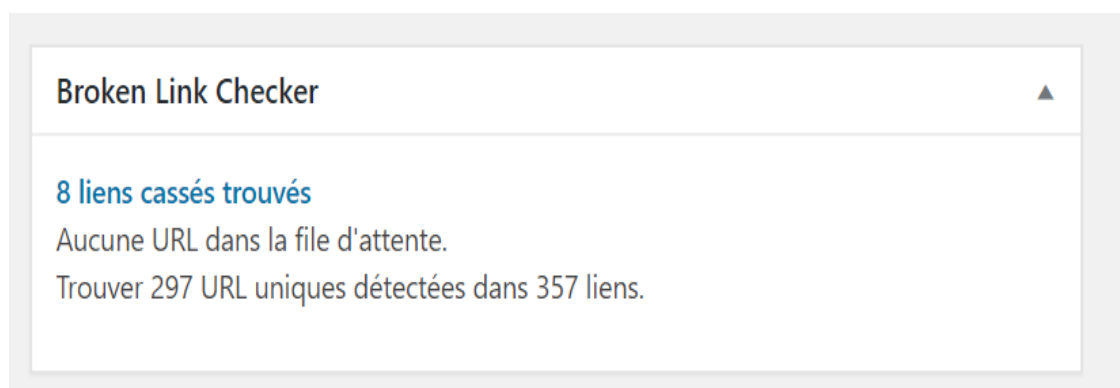 Broken Link Checker
8 liens cassés trouvés
Aucune URL dans la file d'attente.
Trouver 297 URL uniques détectées dans 357 liens.